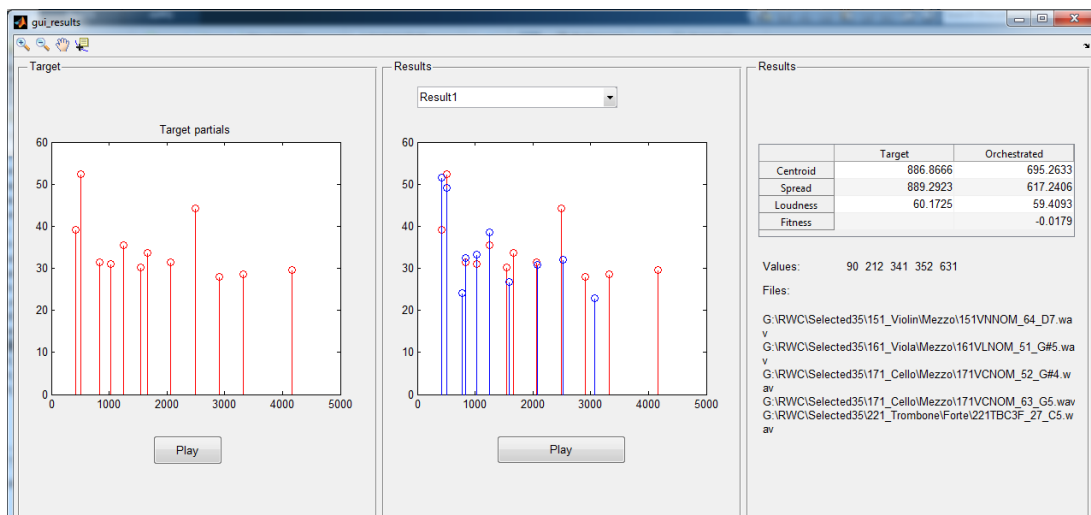 gui_results
Target
Results
Results
Result1
Target partials
60
50
40
30
20
10
0
0 1000 2000 3000 4000 5000
60
50
40
30
20
10
0
0 1000 2000 3000 4000 5000
Play
Play
Target Orchestrated
Centroid 886.8666 695.2633
Spread 889.2923 617.2406
Loudness 60.1725 59.4093
Fitness -0.0179
Values: 90 212 341 352 631
Files:
G:\RWC\Selected35\151_Violin\Mezzo\151VNNOM_64_D7.wa
v
G:\RWC\Selected35\161_Viola\Mezzo\161VLNOM_51_G#5.wa
v
G:\RWC\Selected35\171_Cello\Mezzo\171VCNOM_52_G#4.w
av
G:\RWC\Selected35\171_Cello\Mezzo\171VCNOM_63_G5.wav
G:\RWC\Selected35\221_Trombone\Forte\221TBC3F_27_C5.w
av